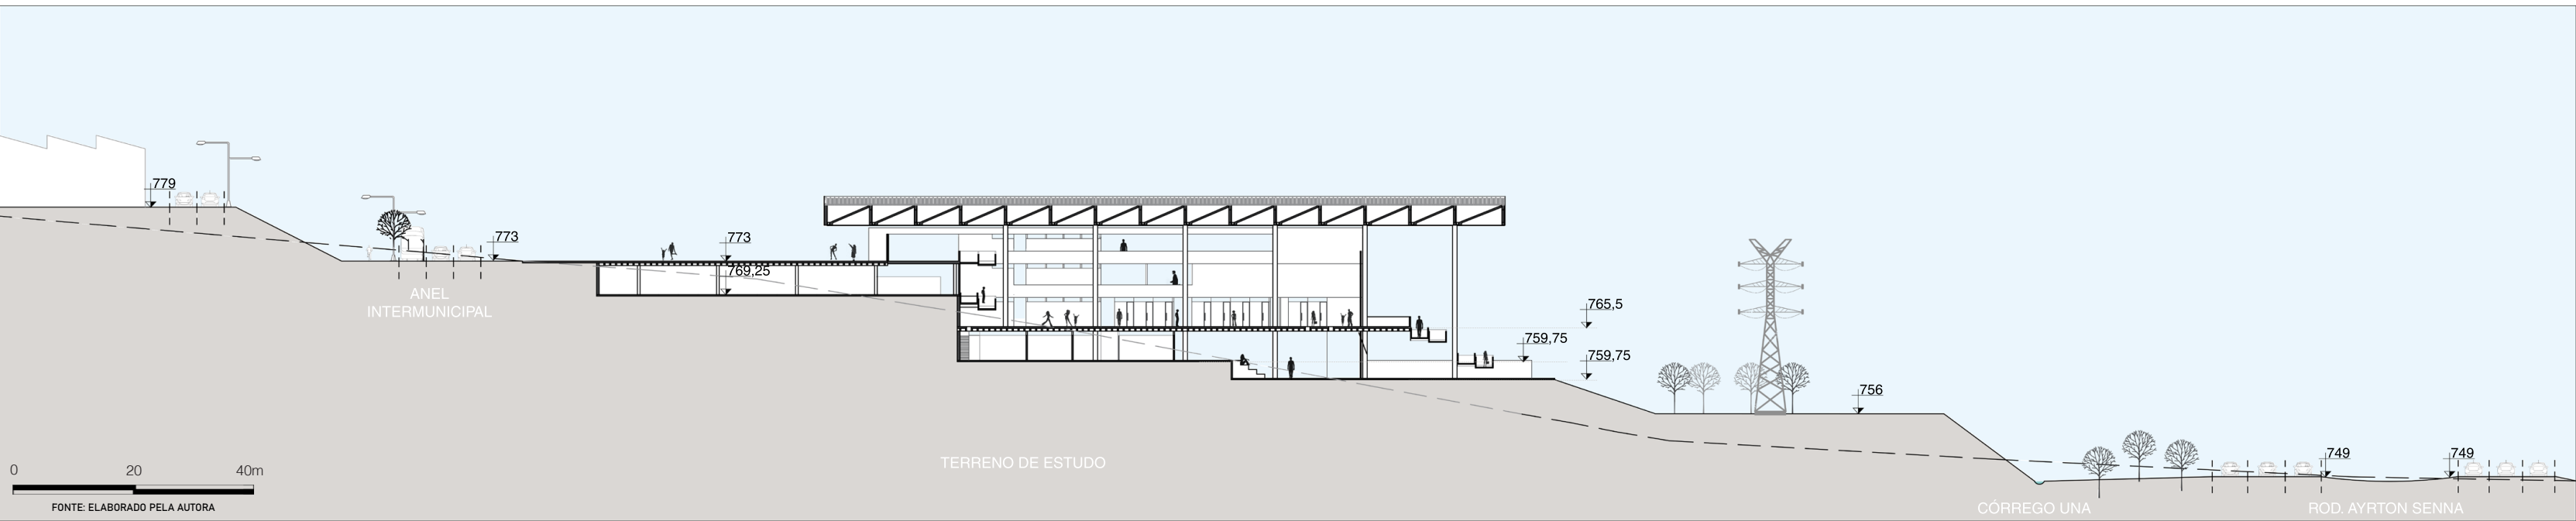 779
773
ANEL
INTERMUNICIPAL
773
769,25
765,5
759,75
759,75
756
749
749
TERRENO DE ESTUDO
CÓRREGO UNA
ROD. AYRTON SENNA
0 20 40m
FONTE: ELABORADO PELA AUTORA